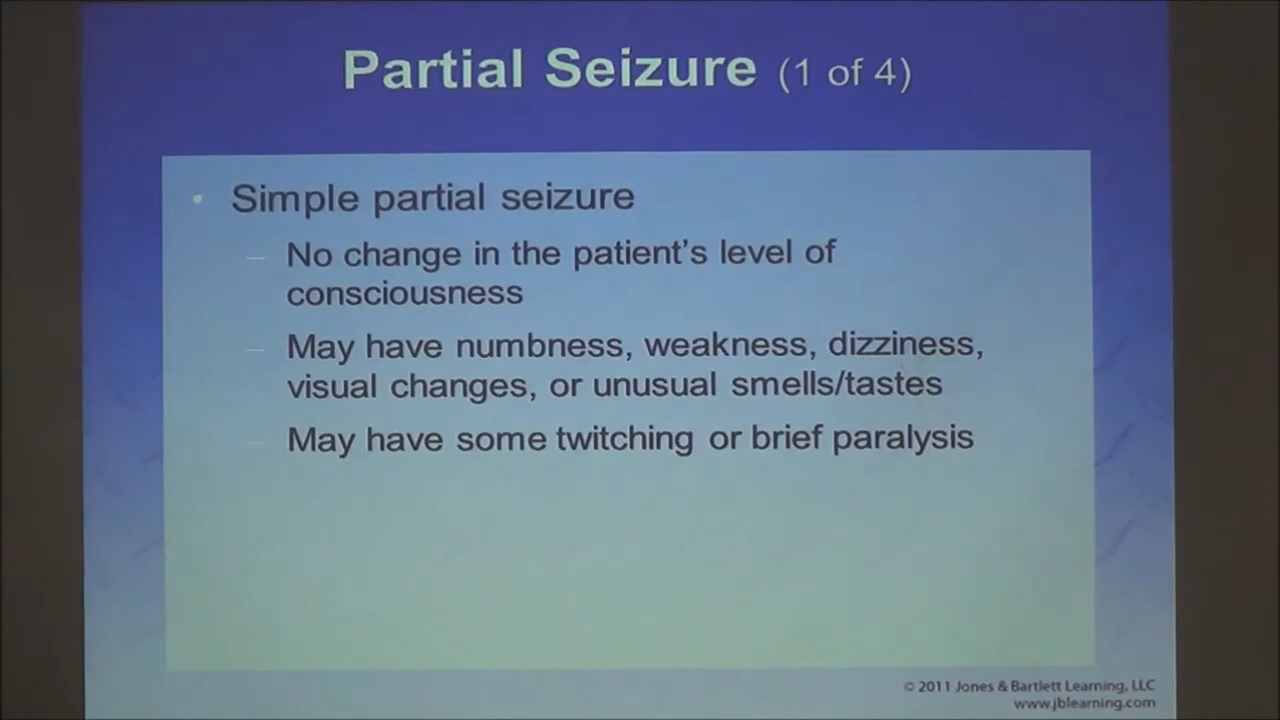 Partial Seizure (1 of 4)
• Simple partial seizure
– No change in the patient's level of
consciousness
– May have numbness, weakness, dizziness,
visual changes, or unusual smells/tastes
– May have some twitching or brief paralysis
© 2011 Jones & Bartlett Learning, LLC
www.jblearning.com